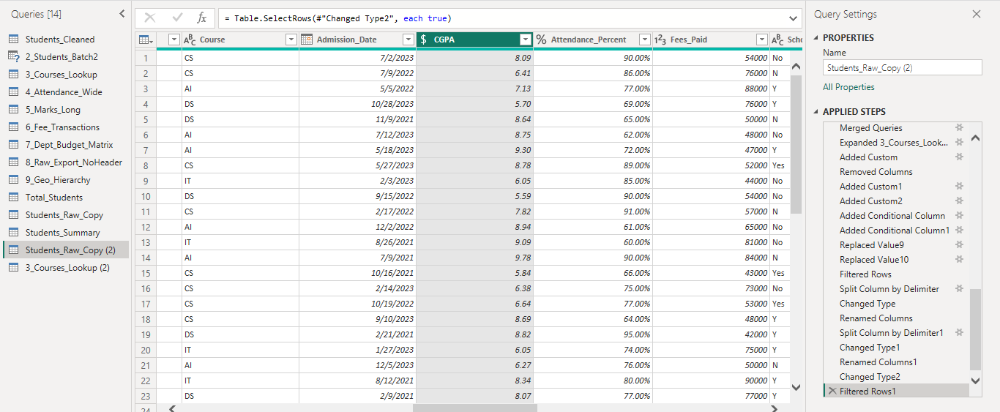 Queries [14]
Students_Cleaned
2_Students_Batch2
3_Courses_Lookup
4_Attendance_Wide
5_Marks_Long
6_Fee_Transactions
7_Dept_Budget_Matrix
8_Raw_Export_NoHeader
9_Geo_Hierarchy
Total_Students
Students_Raw_Copy
Students_Summary
Students_Raw_Copy (2)
3_Courses_Lookup (2)
fx = Table.SelectRows(#"Changed Type2", each true)
ABC Course Admission_Date $ CGPA % Attendance_Percent 123 Fees_Paid ABC Scho
1 CS 7/2/2023 8.09 90.00% 54000 No
2 CS 7/9/2022 6.41 86.00% 76000 N
3 AI 5/5/2022 7.13 77.00% 88000 Y
4 DS 10/28/2023 5.70 69.00% 76000 Y
5 DS 11/9/2021 8.64 65.00% 50000 N
6 AI 7/12/2023 8.75 62.00% 48000 No
7 AI 5/18/2023 9.30 72.00% 47000 Y
8 CS 5/27/2023 8.78 89.00% 52000 Yes
9 IT 2/3/2023 6.05 85.00% 44000 No
10 DS 9/15/2022 5.59 90.00% 54000 No
11 CS 2/17/2022 7.82 91.00% 57000 N
12 AI 12/2/2022 8.94 61.00% 65000 No
13 IT 8/26/2021 9.09 60.00% 81000 No
14 AI 7/9/2021 9.78 90.00% 84000 N
15 CS 10/16/2021 5.84 66.00% 43000 Yes
16 CS 2/14/2023 6.38 75.00% 73000 No
17 CS 10/19/2022 6.64 77.00% 53000 Yes
18 CS 9/10/2023 8.69 64.00% 48000 Y
19 DS 2/21/2021 8.82 95.00% 42000 Y
20 IT 1/27/2023 6.05 74.00% 75000 Y
21 AI 12/5/2023 6.27 76.00% 50000 N
22 IT 8/12/2021 8.34 80.00% 90000 Y
23 DS 2/9/2021 8.07 77.00% 77000 Y
24
Query Settings
PROPERTIES
Name
Students_Raw_Copy (2)
All Properties
APPLIED STEPS
Merged Queries
Expanded 3_Courses_Look...
Added Custom
Removed Columns
Added Custom1
Added Custom2
Added Conditional Column
Added Conditional Column1
Replaced Value9
Replaced Value10
Filtered Rows
Split Column by Delimiter
Changed Type
Renamed Columns
Split Column by Delimiter1
Changed Type1
Renamed Columns1
Changed Type2
Filtered Rows1